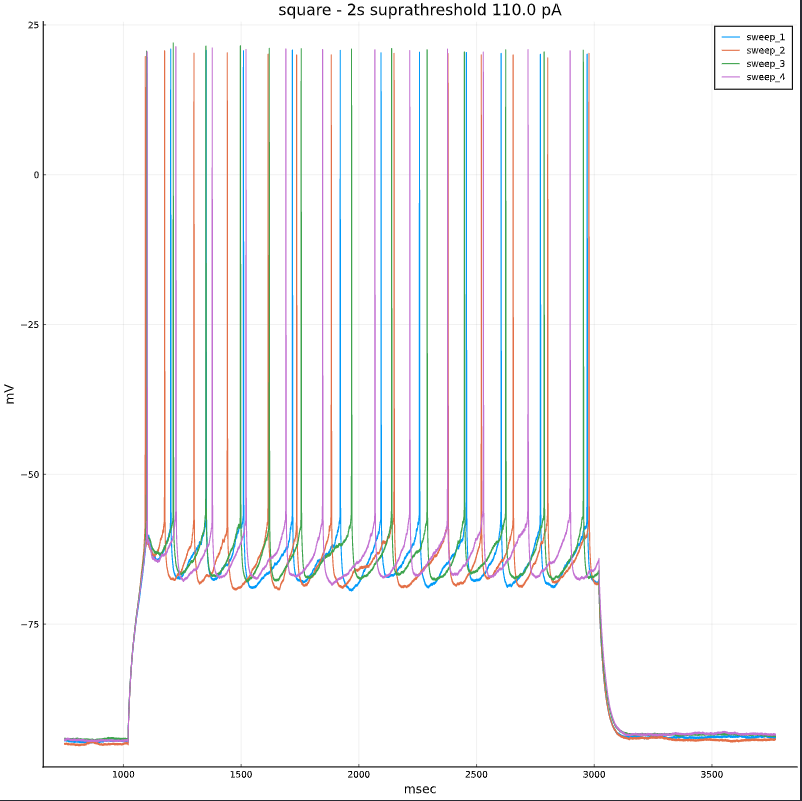 square - 2s suprathreshold 110.0 pA
25
0
−25
−50
−75
mV
1000
1500
2000
2500
3000
3500
msec
sweep_1
sweep_2
sweep_3
sweep_4